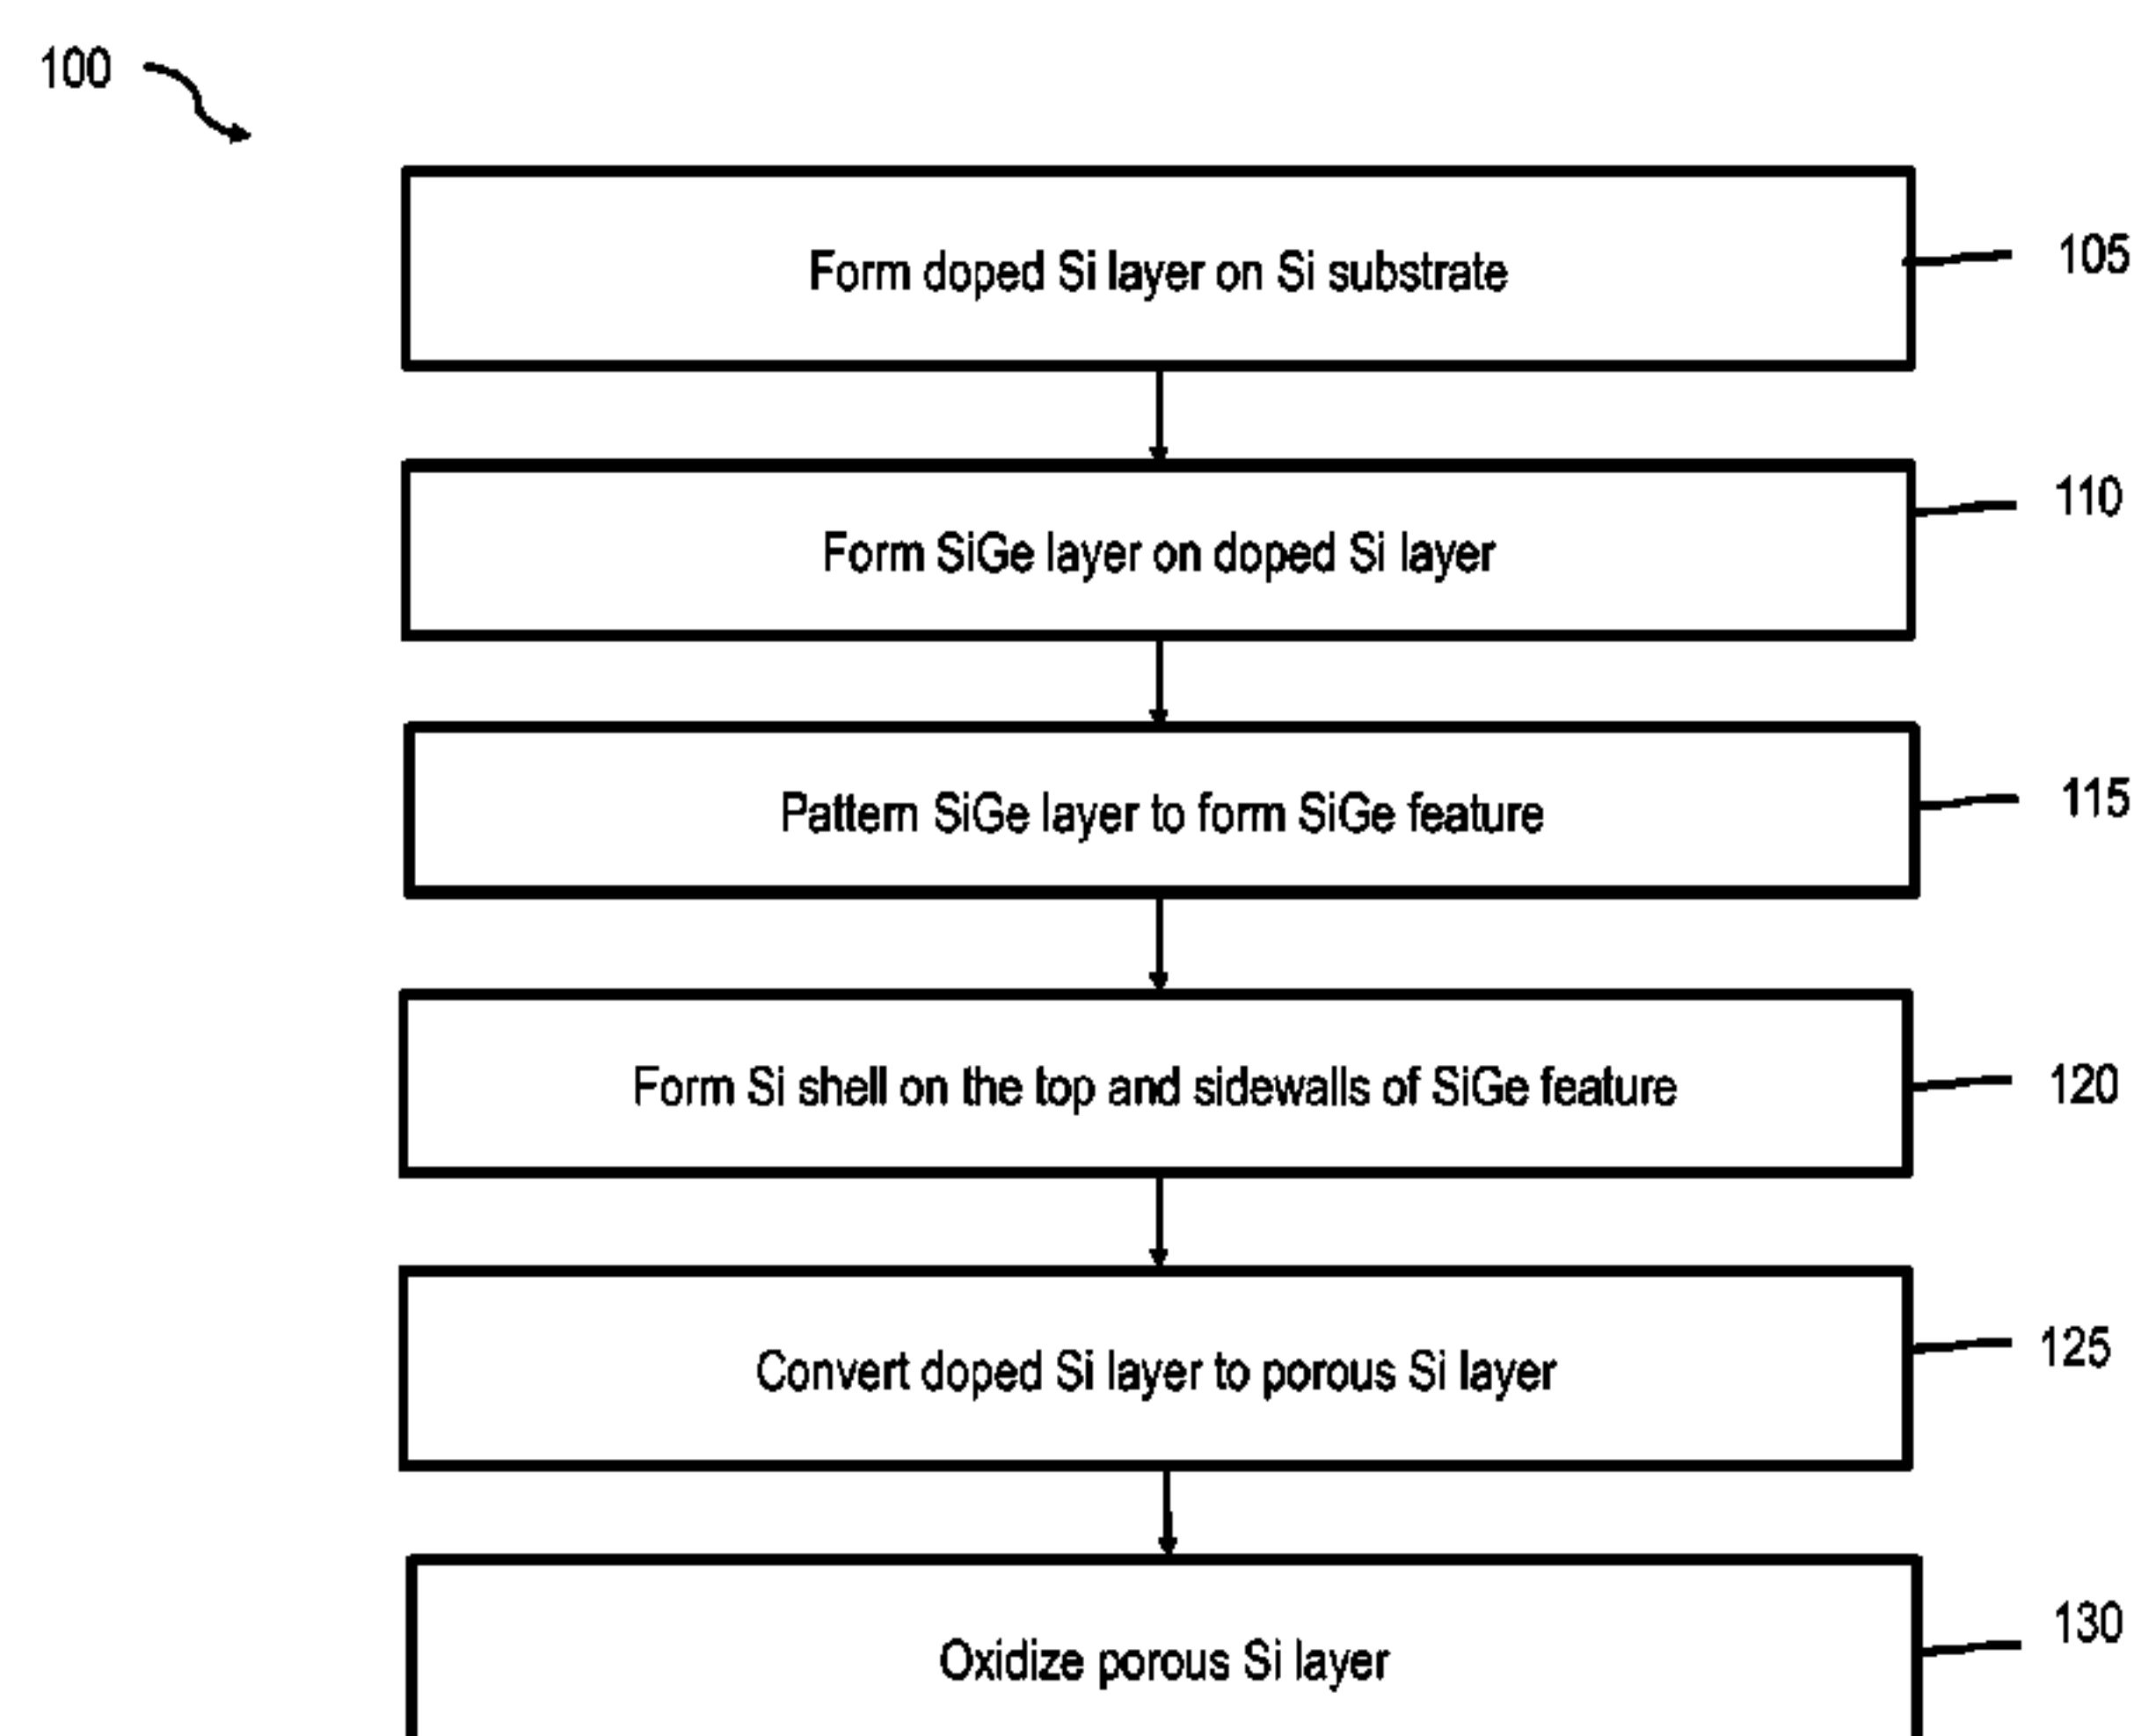 100
Form doped Si layer on Si substrate
105
Form SiGe layer on doped Si layer
110
Pattern SiGe layer to form SiGe feature
115
Form Si shell on the top and sidewalls of SiGe feature
120
Convert doped Si layer to porous Si layer
125
Oxidize porous Si layer
130